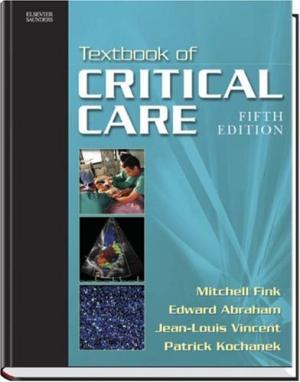 ELSEVIER
SAUNDERS
Textbook of
CRITICAL
CARE
FIFTH
EDITION
Mitchell Fink
Edward Abraham
Jean-Louis Vincent
Patrick Kochanek